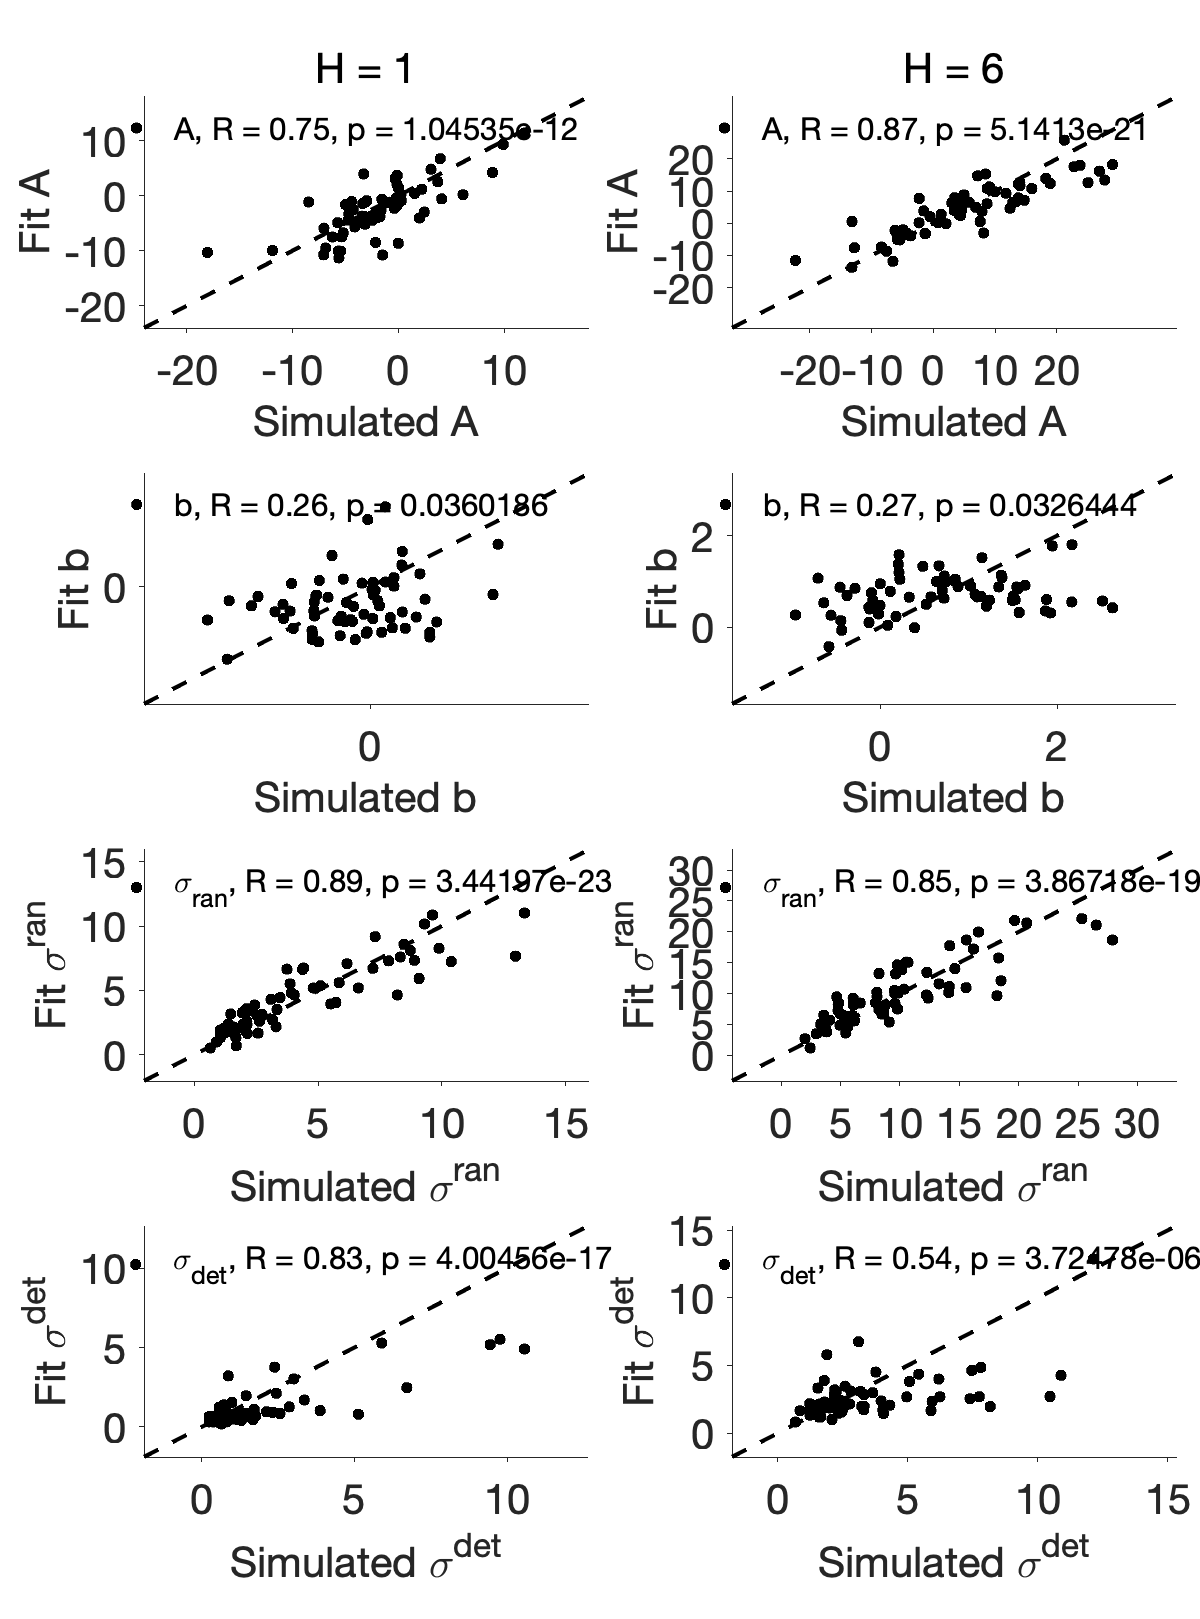 H = 1
H = 6
A, R = 0.75, p = 1.04535e-12
10
0
-10
-20
Fit A
-20 -10 0 10
Simulated A
A, R = 0.87, p = 5.1413e-21
20
10
0
-10
-20
Fit A
-20 -10 0 10 20
Simulated A
b, R = 0.26, p = 0.0360186
0
Fit b
0
Simulated b
b, R = 0.27, p = 0.0326444
2
0
Fit b
0 2
Simulated b
σran, R = 0.89, p = 3.44197e-23
15
10
5
0
Fit σran
0 5 10 15
Simulated σran
σran, R = 0.85, p = 3.86718e-19
30
25
20
15
10
5
0
Fit σran
0 5 10 15 20 25 30
Simulated σran
σdet, R = 0.83, p = 4.00456e-17
10
5
0
Fit σdet
0 5 10
Simulated σdet
σdet, R = 0.54, p = 3.72478e-06
15
10
5
0
Fit σdet
0 5 10 15
Simulated σdet